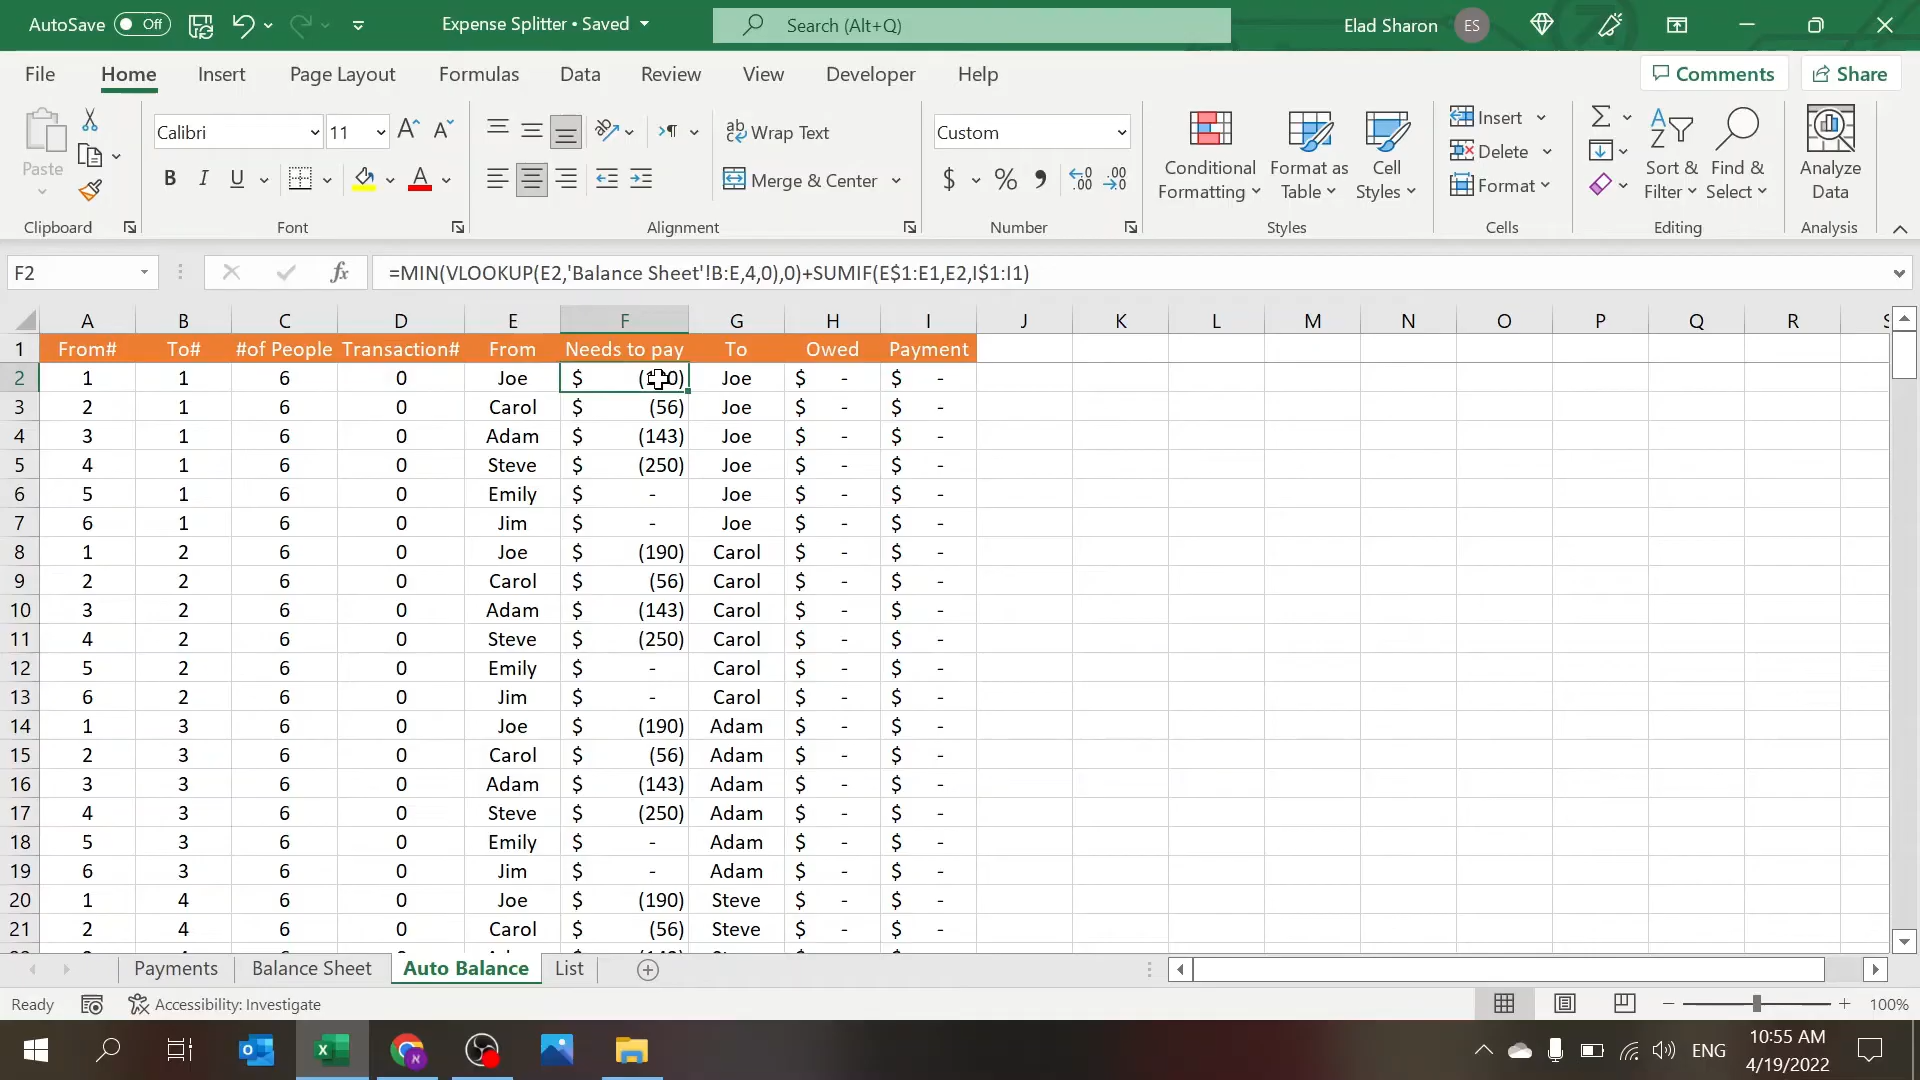 AutoSave Off Expense Splitter • Saved Search (Alt+Q) Elad Sharon ES
File Home Insert Page Layout Formulas Data Review View Developer Help Comments Share
Paste Calibri 11 Wrap Text Merge & Center Custom Conditional Formatting Format as Table Cell Styles Insert Delete Format Sort & Filter Find & Select Analyze Data
Clipboard Font Alignment Number Styles Cells Editing Analysis
F2 fx =MIN(VLOOKUP(E2,'Balance Sheet'!B:E,4,0),0)+SUMIF(E$1:E1,E2,I$1:I1)
A B C D E F G H I J K L M N O P Q R
1 From# To# #of People Transaction# From Needs to pay To Owed Payment
2 1 1 6 0 Joe $ Joe $ - $ -
3 2 1 6 0 Carol $ (56) Joe $ - $ -
4 3 1 6 0 Adam $ (143) Joe $ - $ -
5 4 1 6 0 Steve $ (250) Joe $ - $ -
6 5 1 6 0 Emily $ - Joe $ - $ -
7 6 1 6 0 Jim $ - Joe $ - $ -
8 1 2 6 0 Joe $ (190) Carol $ - $ -
9 2 2 6 0 Carol $ (56) Carol $ - $ -
10 3 2 6 0 Adam $ (143) Carol $ - $ -
11 4 2 6 0 Steve $ (250) Carol $ - $ -
12 5 2 6 0 Emily $ - Carol $ - $ -
13 6 2 6 0 Jim $ - Carol $ - $ -
14 1 3 6 0 Joe $ (190) Adam $ - $ -
15 2 3 6 0 Carol $ (56) Adam $ - $ -
16 3 3 6 0 Adam $ (143) Adam $ - $ -
17 4 3 6 0 Steve $ (250) Adam $ - $ -
18 5 3 6 0 Emily $ - Adam $ - $ -
19 6 3 6 0 Jim $ - Adam $ - $ -
20 1 4 6 0 Joe $ (190) Steve $ - $ -
21 2 4 6 0 Carol $ (56) Steve $ - $ -
Payments Balance Sheet Auto Balance List
Ready Accessibility: Investigate 100%
ENG 10:55 AM
4/19/2022